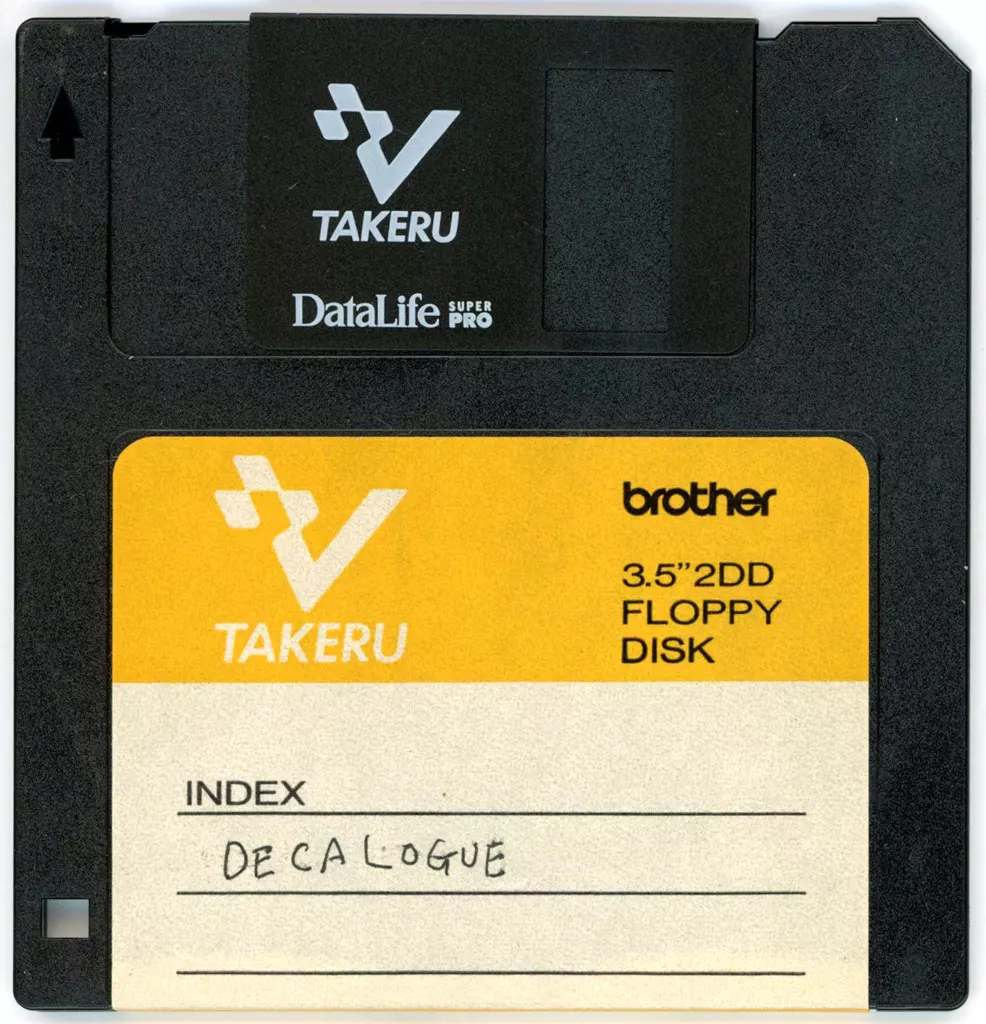 TAKERU
DataLife SUPER PRO
TAKERU
brother
3.5"2DD
FLOPPY
DISK
INDEX
DECALOGUE